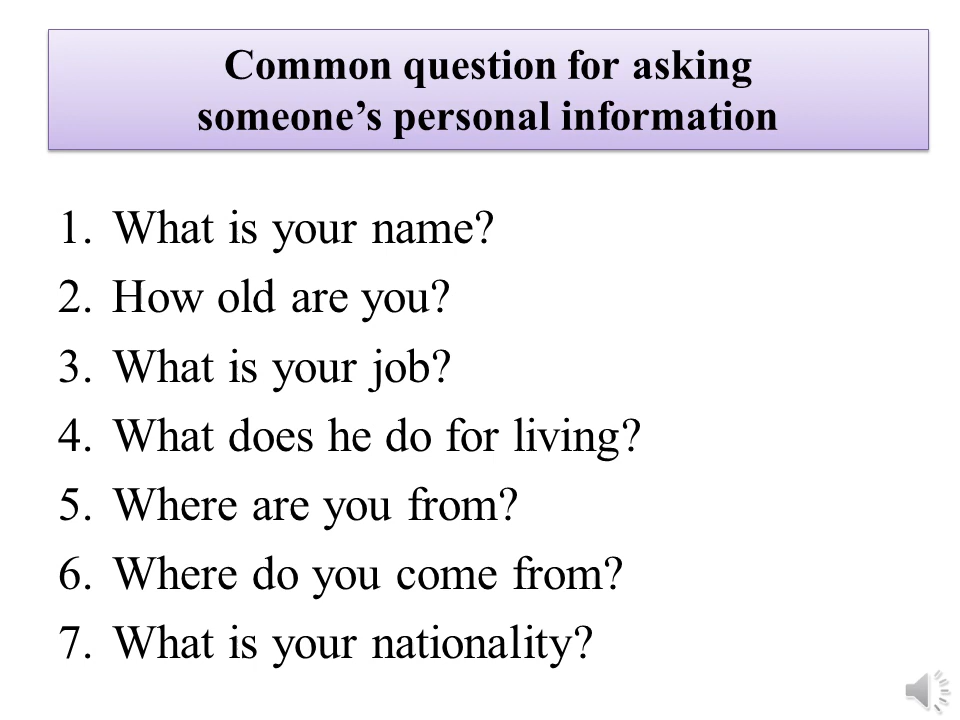 Common question for asking
someone’s personal information
1. What is your name?
2. How old are you?
3. What is your job?
4. What does he do for living?
5. Where are you from?
6. Where do you come from?
7. What is your nationality?